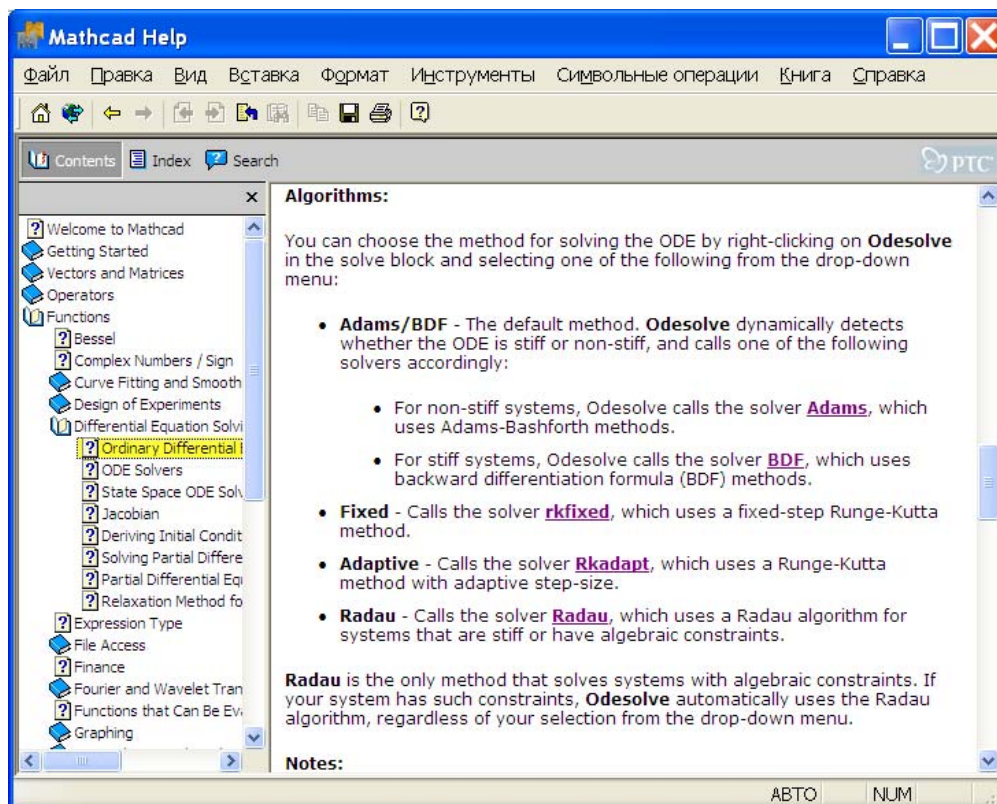 Mathcad Help
Файл Правка Вид Вставка Формат Инструменты Символьные операции Книга Справка
Contents Index Search
PTC
Welcome to Mathcad
Getting Started
Vectors and Matrices
Operators
Functions
Bessel
Complex Numbers / Sign
Curve Fitting and Smooth
Design of Experiments
Differential Equation Solvi
Ordinary Differential
ODE Solvers
State Space ODE Solv
Jacobian
Deriving Initial Condit
Solving Partial Differe
Partial Differential Equ
Relaxation Method fo
Expression Type
File Access
Finance
Fourier and Wavelet Tran
Functions that Can Be Eva
Graphing
Algorithms:
You can choose the method for solving the ODE by right-clicking on Odesolve
in the solve block and selecting one of the following from the drop-down
menu:
• Adams/BDF - The default method. Odesolve dynamically detects
whether the ODE is stiff or non-stiff, and calls one of the following
solvers accordingly:
• For non-stiff systems, Odesolve calls the solver Adams, which
uses Adams-Bashforth methods.
• For stiff systems, Odesolve calls the solver BDF, which uses
backward differentiation formula (BDF) methods.
• Fixed - Calls the solver rkfixed, which uses a fixed-step Runge-Kutta
method.
• Adaptive - Calls the solver Rkadapt, which uses a Runge-Kutta
method with adaptive step-size.
• Radau - Calls the solver Radau, which uses a Radau algorithm for
systems that are stiff or have algebraic constraints.
Radau is the only method that solves systems with algebraic constraints. If
your system has such constraints, Odesolve automatically uses the Radau
algorithm, regardless of your selection from the drop-down menu.
Notes:
АВТО NUM